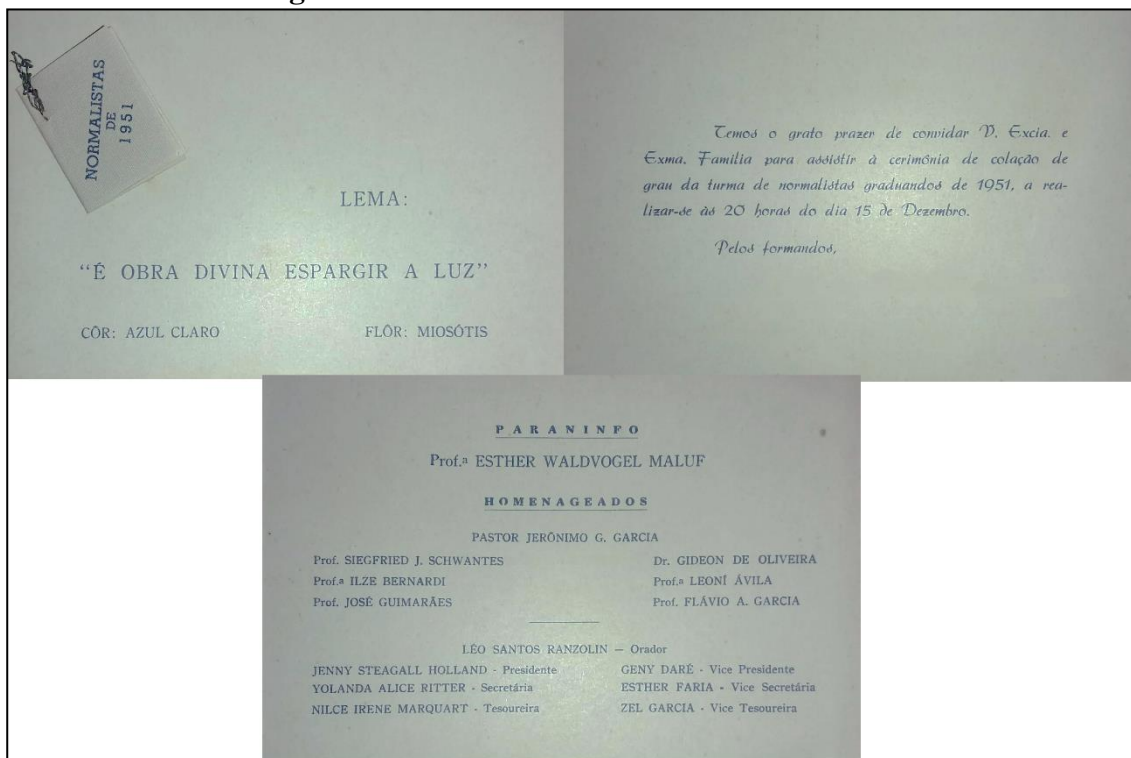 NORMALISTAS
DE
1951
LEMA:
"É OBRA DIVINA ESPARGIR A LUZ"
CÔR: AZUL CLARO FLÔR: MIOSÓTIS
Temos o grato prazer de convidar V. Excia. e
Exma. Família para assistir à cerimônia de colação de
grau da turma de normalistas graduandos de 1951, a rea-
lizar-se às 20 horas do dia 15 de Dezembro.
Pelos formandos,
PARANINFO
Prof.ª ESTHER WALDVOGEL MALUF
HOMENAGEADOS
PASTOR JERÔNIMO G. GARCIA
Prof. SIEGFRIED J. SCHWANTES Dr. GIDEON DE OLIVEIRA
Prof.ª ILZE BERNARDI Prof.ª LEONÍ ÁVILA
Prof. JOSÉ GUIMARÃES Prof. FLÁVIO A. GARCIA
LÉO SANTOS RANZOLIN — Orador
JENNY STEAGALL HOLLAND - Presidente GENY DARÉ - Vice Presidente
YOLANDA ALICE RITTER - Secretária ESTHER FARIA - Vice Secretária
NILCE IRENE MARQUART - Tesoureira ZEL GARCIA - Vice Tesoureira